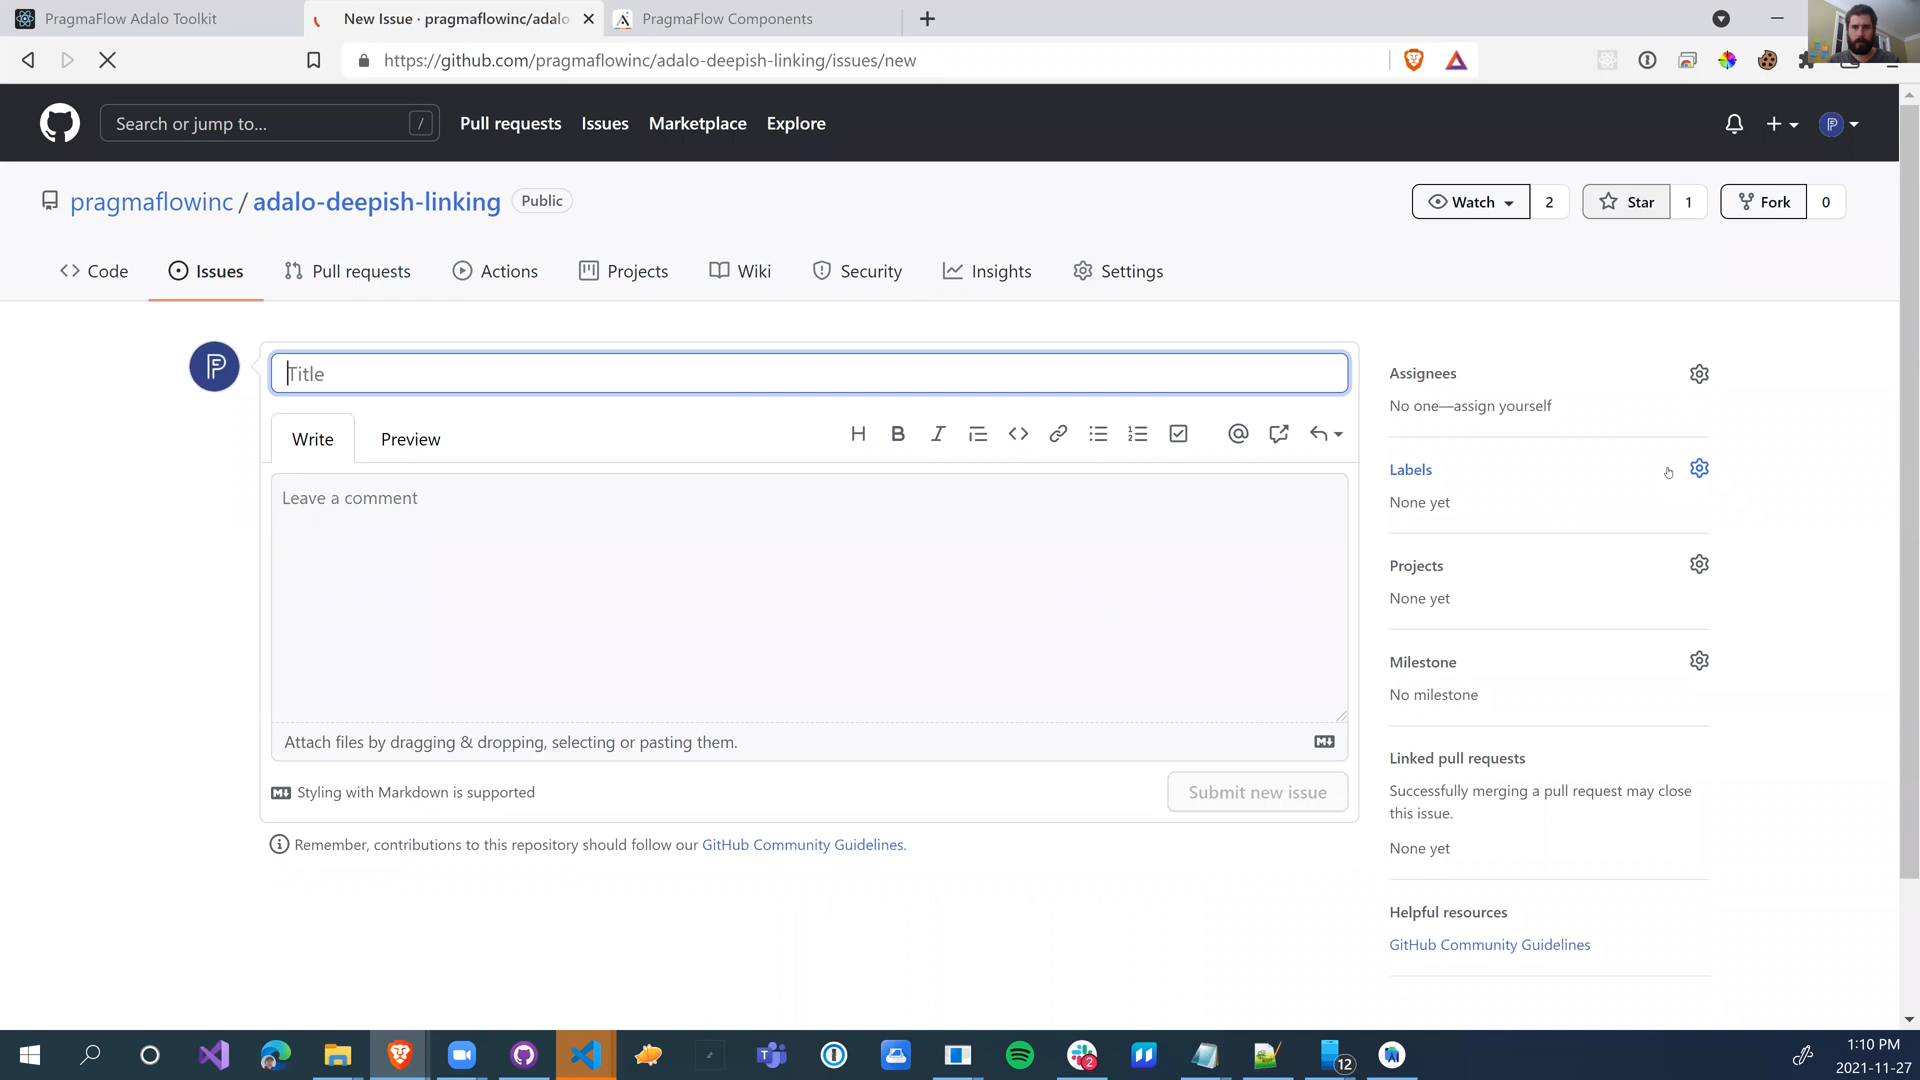 PragmaFlow Adalo Toolkit
New Issue · pragmaflowinc/adalo
PragmaFlow Components
https://github.com/pragmaflowinc/adalo-deepish-linking/issues/new
Search or jump to... /
Pull requests Issues Marketplace Explore
pragmaflowinc / adalo-deepish-linking Public
Watch 2 Star 1 Fork 0
Code Issues Pull requests Actions Projects Wiki Security Insights Settings
Title
Write Preview
Leave a comment
Attach files by dragging & dropping, selecting or pasting them.
Styling with Markdown is supported
Submit new issue
Remember, contributions to this repository should follow our GitHub Community Guidelines.
Assignees
No one—assign yourself
Labels
None yet
Projects
None yet
Milestone
No milestone
Linked pull requests
Successfully merging a pull request may close
this issue.
None yet
Helpful resources
GitHub Community Guidelines
2
12
1:10 PM
2021-11-27